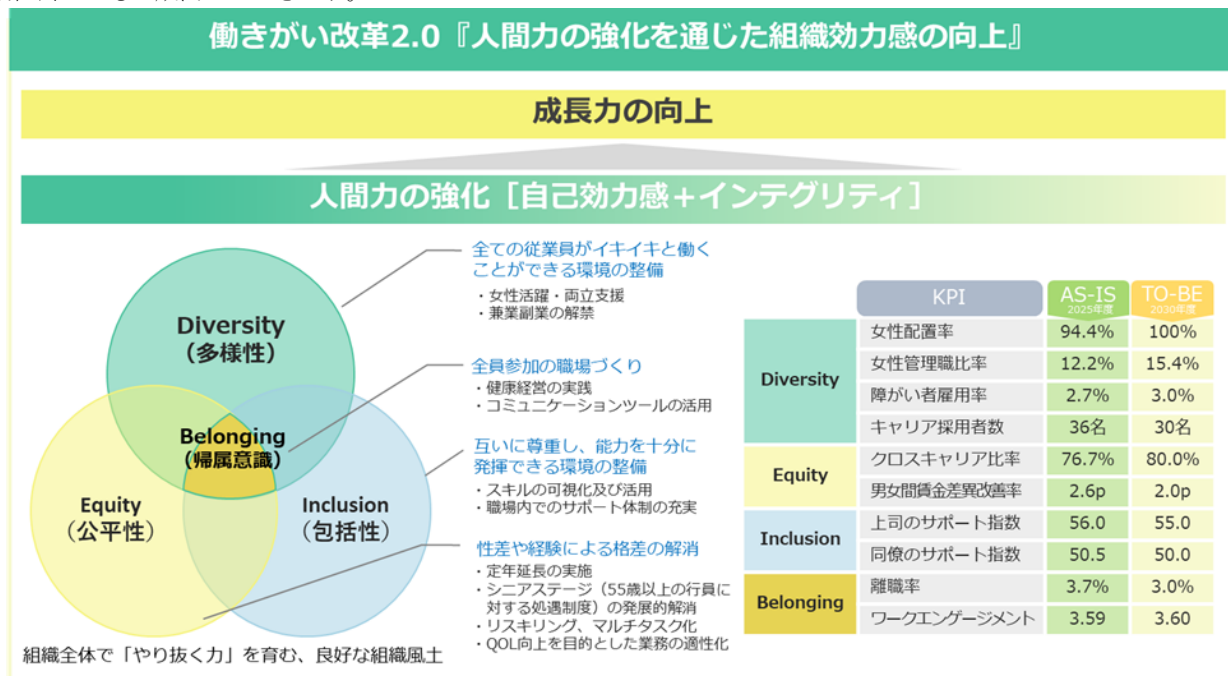 働きがい改革2.0『人間力の強化を通じた組織効力感の向上』
成長力の向上
人間力の強化［自己効力感＋インテグリティ］
Diversity
（多様性）
Belonging
（帰属意識）
Equity
（公平性）
Inclusion
（包括性）
組織全体で「やり抜く力」を育む、良好な組織風土
全ての従業員がイキイキと働く
ことができる環境の整備
・女性活躍・両立支援
・兼業副業の解禁
全員参加の職場づくり
・健康経営の実践
・コミュニケーションツールの活用
互いに尊重し、能力を十分に
発揮できる環境の整備
・スキルの可視化及び活用
・職場内でのサポート体制の充実
性差や経験による格差の解消
・定年延長の実施
・シニアステージ（55歳以上の行員に
対する処遇制度）の発展的解消
・リスキリング、マルチタスク化
・QOL向上を目的とした業務の適性化
KPI AS-IS 2025年度 TO-BE 2030年度
Diversity
女性配置率 94.4% 100%
女性管理職比率 12.2% 15.4%
障がい者雇用率 2.7% 3.0%
キャリア採用者数 36名 30名
Equity
クロスキャリア比率 76.7% 80.0%
男女間賃金差異改善率 2.6p 2.0p
Inclusion
上司のサポート指数 56.0 55.0
同僚のサポート指数 50.5 50.0
Belonging
離職率 3.7% 3.0%
ワークエンゲージメント 3.59 3.60